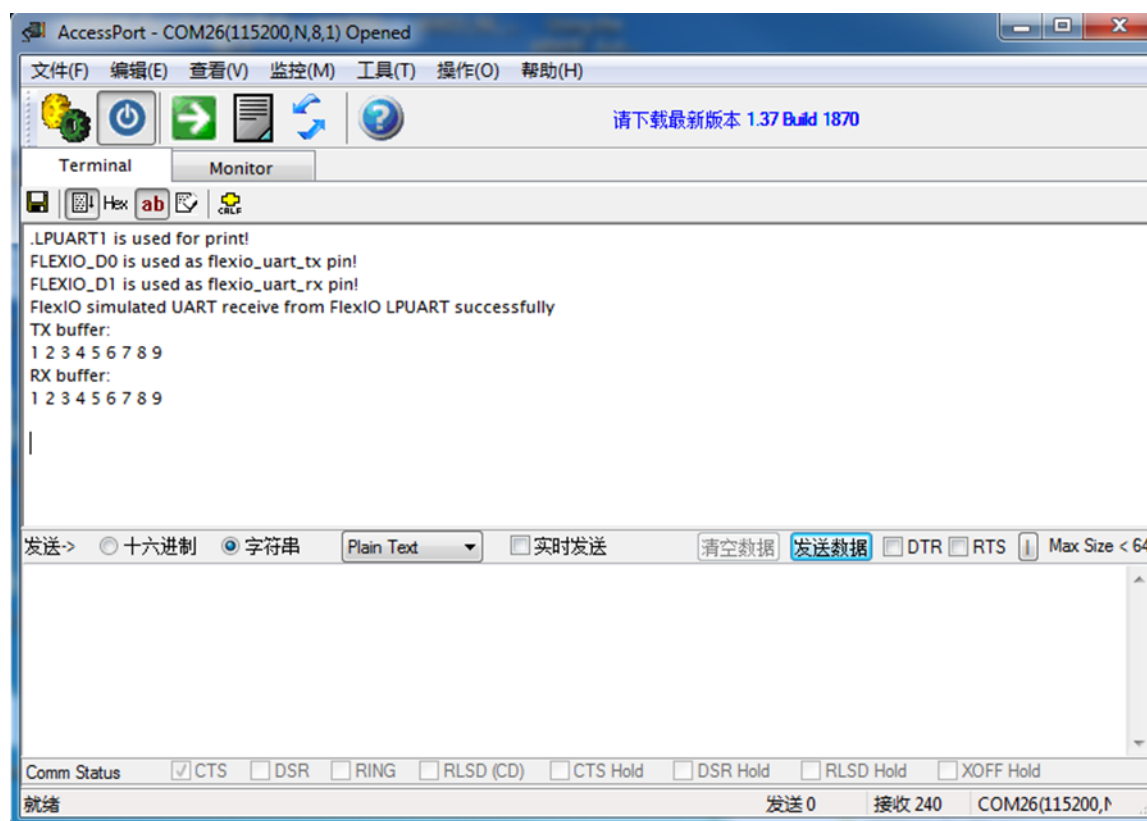 AccessPort - COM26(115200,N,8,1) Opened
文件(F) 编辑(E) 查看(V) 监控(M) 工具(T) 操作(O) 帮助(H)
请下载最新版本 1.37 Build 1870
Terminal Monitor
Hex ab CRLF
.LPUART1 is used for print!
FLEXIO_D0 is used as flexio_uart_tx pin!
FLEXIO_D1 is used as flexio_uart_rx pin!
FlexIO simulated UART receive from FlexIO LPUART successfully
TX buffer:
1 2 3 4 5 6 7 8 9
RX buffer:
1 2 3 4 5 6 7 8 9
发送-> 十六进制 字符串 Plain Text 实时发送 清空数据 发送数据 DTR RTS Max Size < 64
Comm Status CTS DSR RING RLSD (CD) CTS Hold DSR Hold RLSD Hold XOFF Hold
就绪 发送 0 接收 240 COM26(115200,